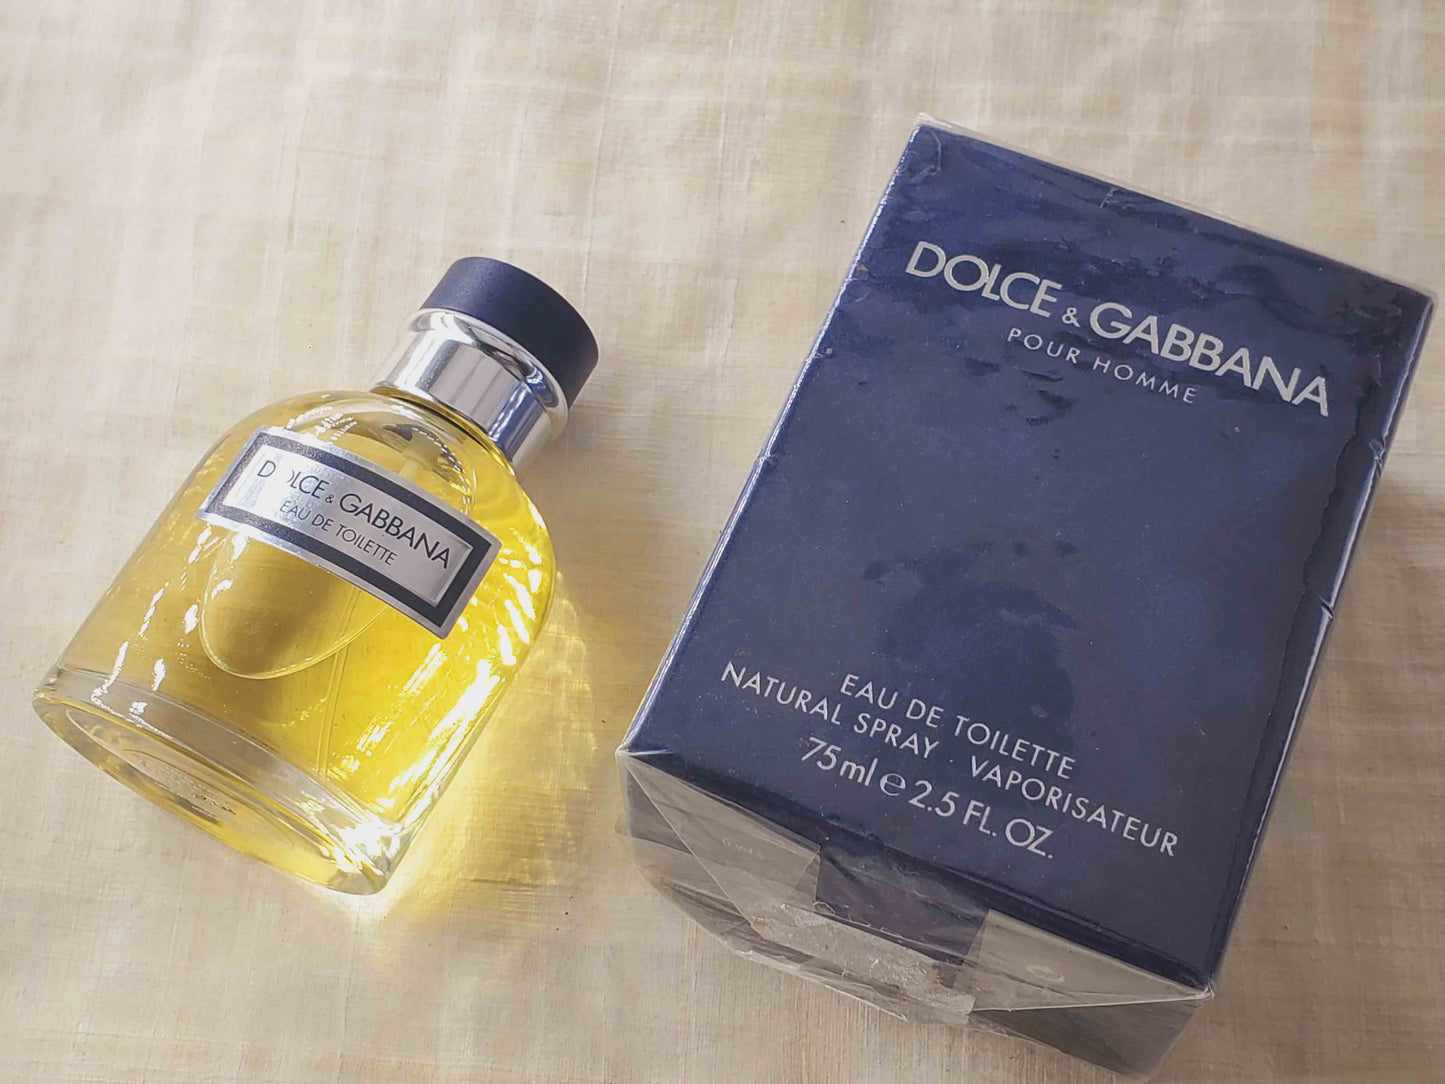 DOLCE & GABBANA
EAU DE TOILETTE
DOLCE & GABBANA
POUR HOMME
EAU DE TOILETTE
NATURAL SPRAY . VAPORISATEUR
75ml ℮ 2.5 FL. OZ.